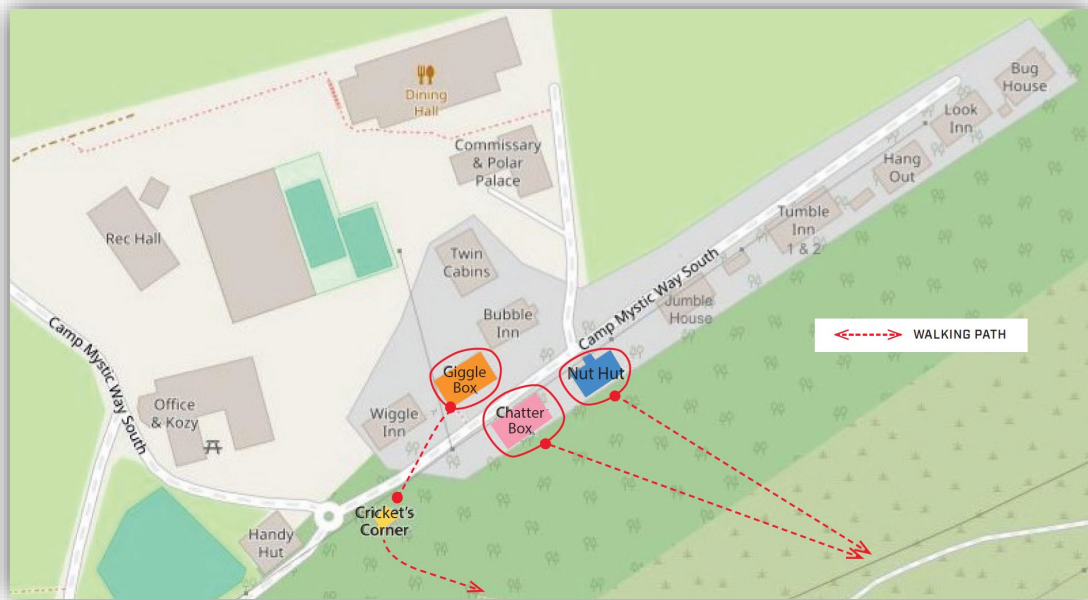 Dining
Hall
Bug
House
Look
Inn
Commissary
& Polar
Palace
Hang
Out
Tumble
Inn
1 & 2
Rec Hall
Twin
Cabins
Camp Mystic Way South
Jumble
House
Bubble
Inn
WALKING PATH
Camp Mystic Way South
Giggle
Box
Nut Hut
Office
& Kozy
Wiggle
Inn
Chatter
Box
Cricket's
Corner
Handy
Hut